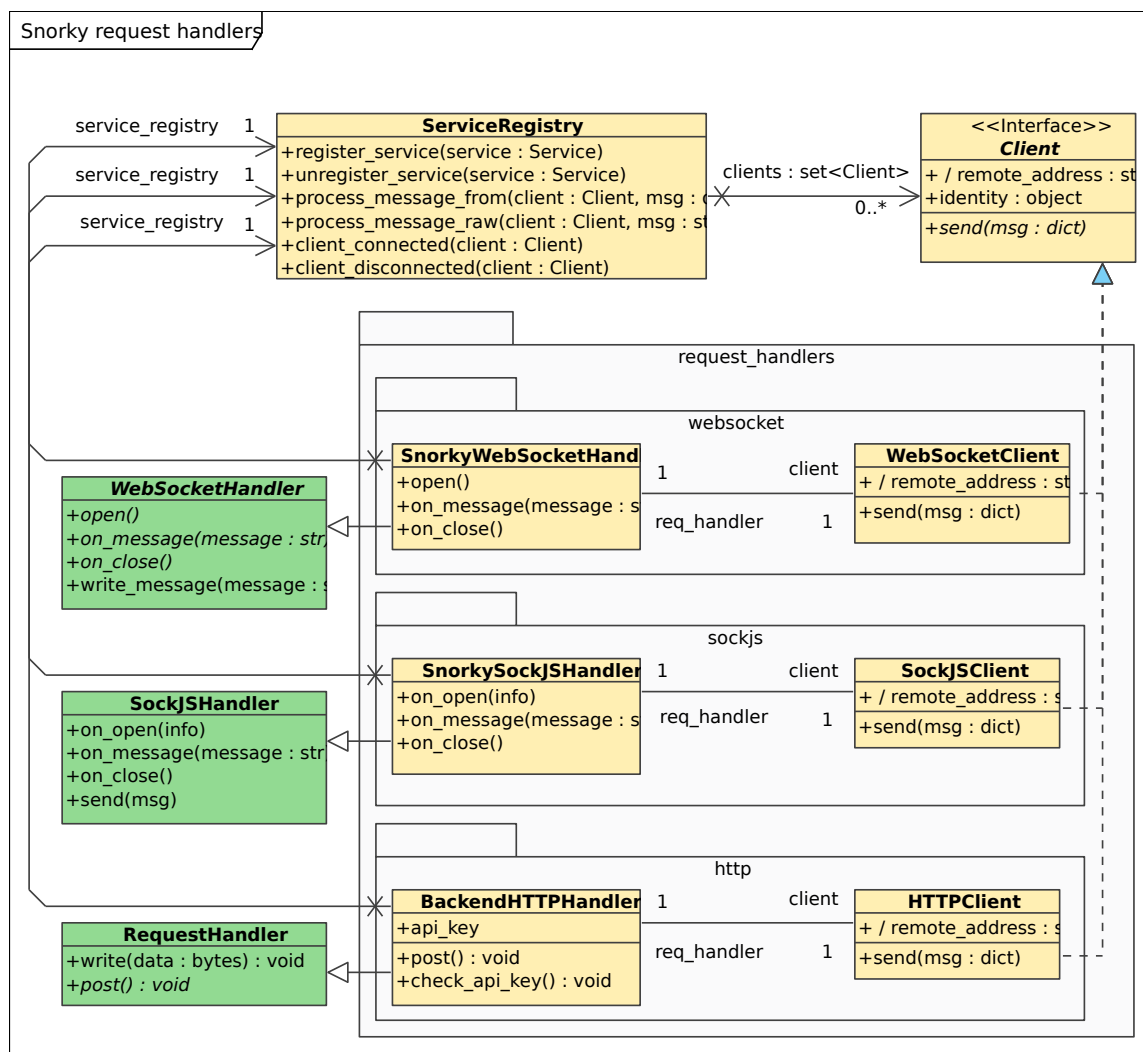 Snorky request handlers
service_registry 1
service_registry 1
service_registry 1
ServiceRegistry
+register_service(service : Service)
+unregister_service(service : Service)
+process_message_from(client : Client, msg :
+process_message_raw(client : Client, msg : st
+client_connected(client : Client)
+client_disconnected(client : Client)
clients : set<Client>
0..*
<<Interface>>
Client
+ / remote_address : st
+identity : object
+send(msg : dict)
request_handlers
websocket
SnorkyWebSocketHand
+open()
+on_message(message : s
+on_close()
1 client
req_handler 1
WebSocketClient
+ / remote_address : st
+send(msg : dict)
WebSocketHandler
+open()
+on_message(message : str
+on_close()
+write_message(message : s
sockjs
SnorkySockJSHandler
+on_open(info)
+on_message(message : s
+on_close()
1 client
req_handler 1
SockJSClient
+ / remote_address : s
+send(msg : dict)
SockJSHandler
+on_open(info)
+on_message(message : str
+on_close()
+send(msg)
http
BackendHTTPHandler
+api_key
+post() : void
+check_api_key() : void
1 client
req_handler 1
HTTPClient
+ / remote_address : s
+send(msg : dict)
RequestHandler
+write(data : bytes) : void
+post() : void